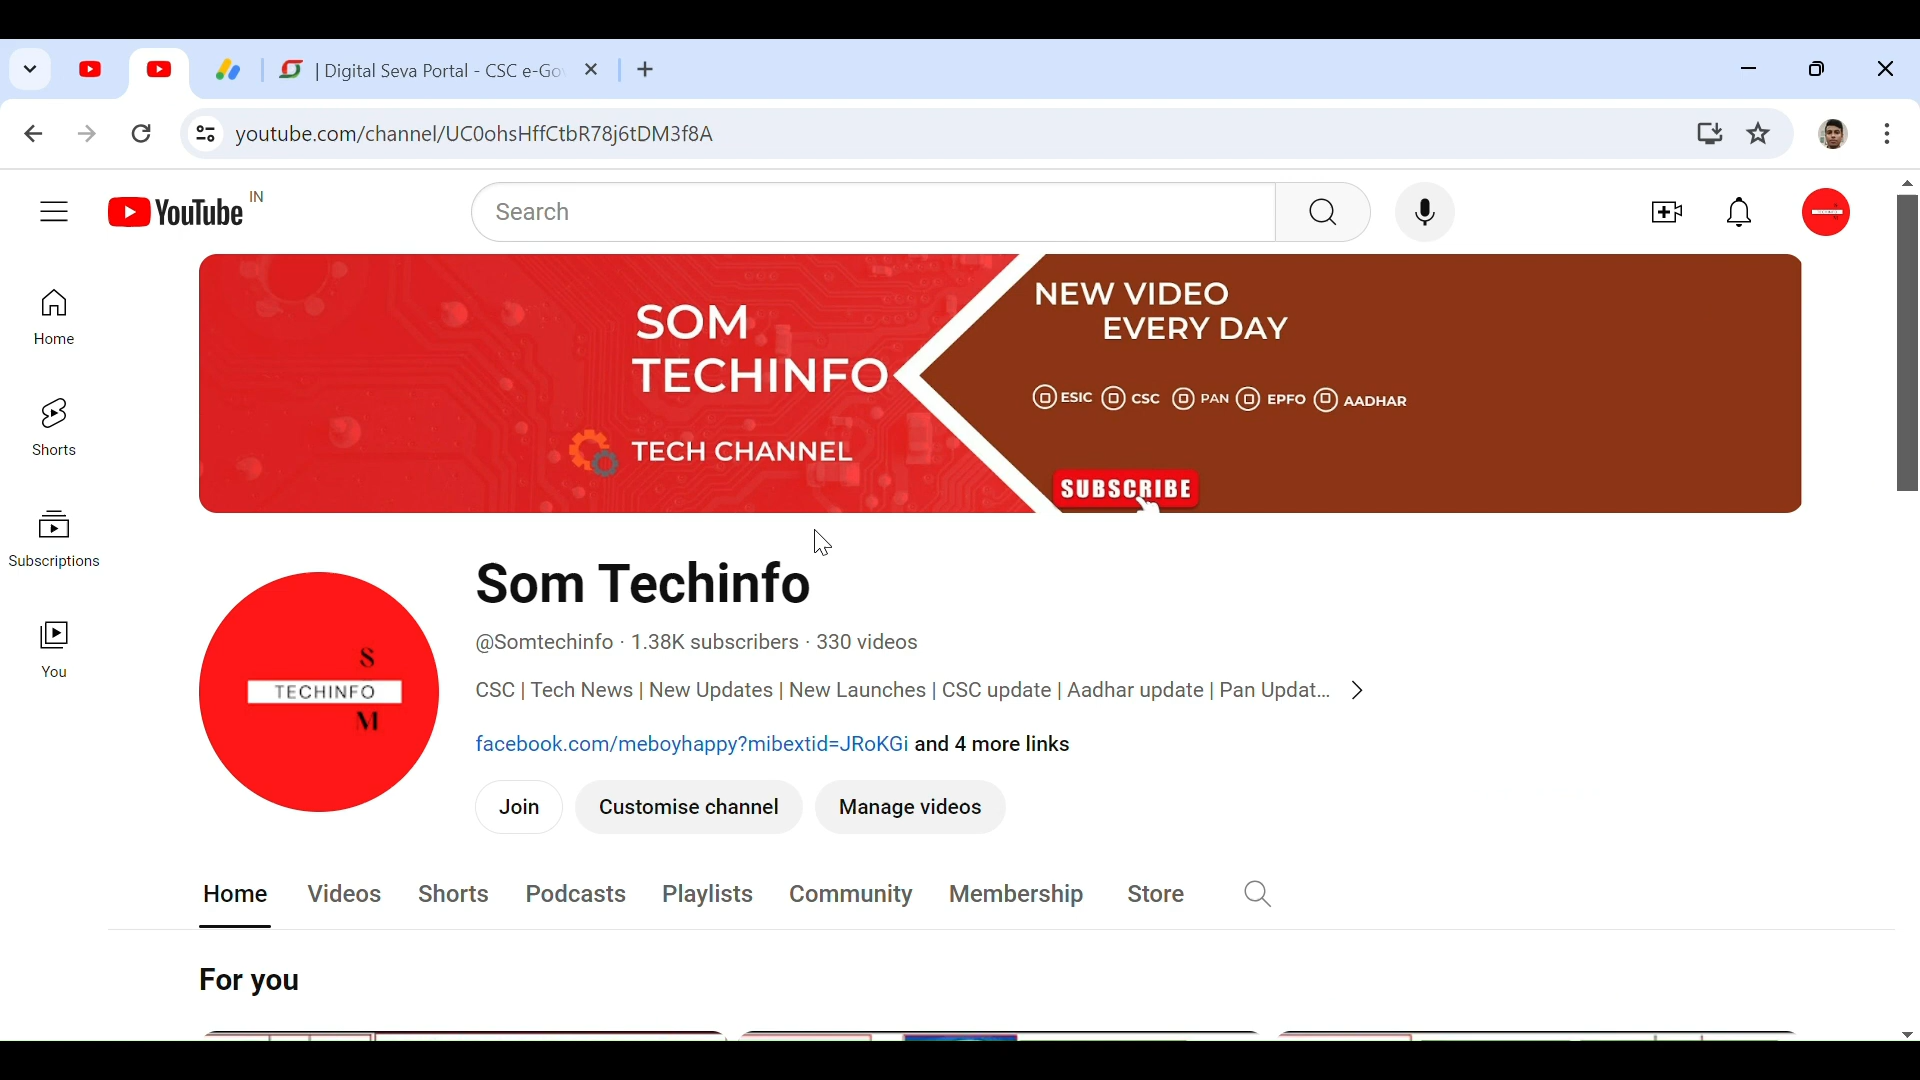 | Digital Seva Portal - CSC e-Go
youtube.com/channel/UC0ohsHffCtbR78j6tDM3f8A
YouTube IN
Search
Home
Shorts
Subscriptions
You
SOM
TECHINFO
TECH CHANNEL
NEW VIDEO
EVERY DAY
ESIC CSC PAN EPFO AADHAR
SUBSCRIBE
S
TECHINFO
M
Som Techinfo
@Somtechinfo · 1.38K subscribers · 330 videos
CSC | Tech News | New Updates | New Launches | CSC update | Aadhar update | Pan Updat...
facebook.com/meboyhappy?mibextid=JRoKGi and 4 more links
Join Customise channel Manage videos
Home Videos Shorts Podcasts Playlists Community Membership Store
For you